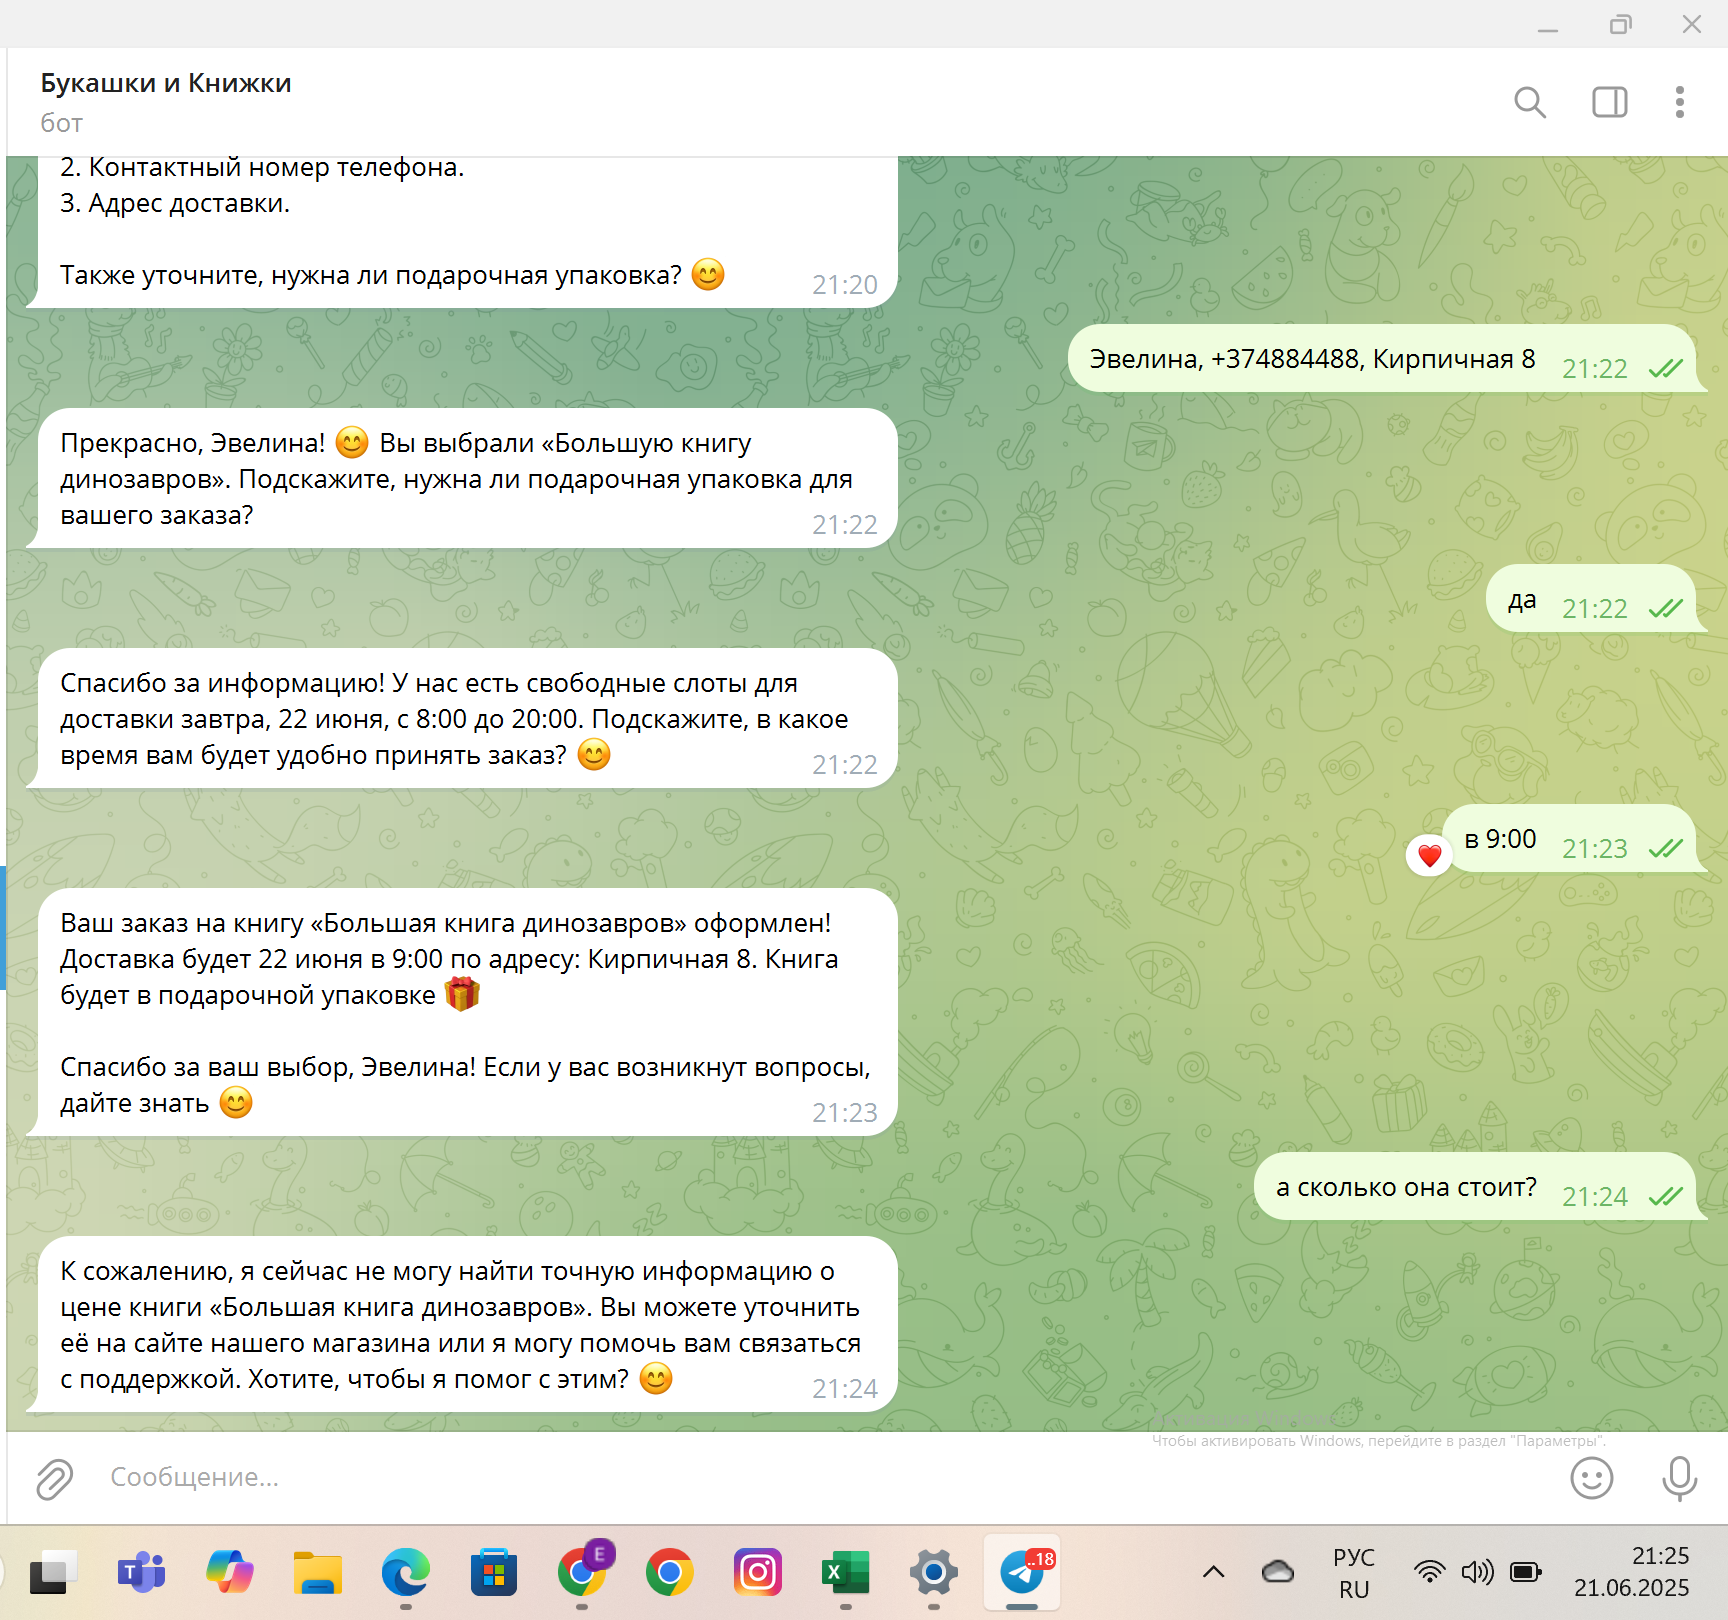 Букашки и Книжки
бот
2. Контактный номер телефона.
3. Адрес доставки.
Также уточните, нужна ли подарочная упаковка? 😊
21:20
Эвелина, +374884488, Кирпичная 8
21:22
Прекрасно, Эвелина! 😊 Вы выбрали «Большую книгу
динозавров». Подскажите, нужна ли подарочная упаковка для
вашего заказа?
21:22
да
21:22
Спасибо за информацию! У нас есть свободные слоты для
доставки завтра, 22 июня, с 8:00 до 20:00. Подскажите, в какое
время вам будет удобно принять заказ? 😊
21:22
в 9:00
21:23
Ваш заказ на книгу «Большая книга динозавров» оформлен!
Доставка будет 22 июня в 9:00 по адресу: Кирпичная 8. Книга
будет в подарочной упаковке 🎁
Спасибо за ваш выбор, Эвелина! Если у вас возникнут вопросы,
дайте знать 😊
21:23
а сколько она стоит?
21:24
К сожалению, я сейчас не могу найти точную информацию о
цене книги «Большая книга динозавров». Вы можете уточнить
её на сайте нашего магазина или я могу помочь вам связаться
с поддержкой. Хотите, чтобы я помог с этим? 😊
21:24
Активация Windows
Чтобы активировать Windows, перейдите в раздел "Параметры".
Сообщение...
E
..18
РУС
RU
21:25
21.06.2025